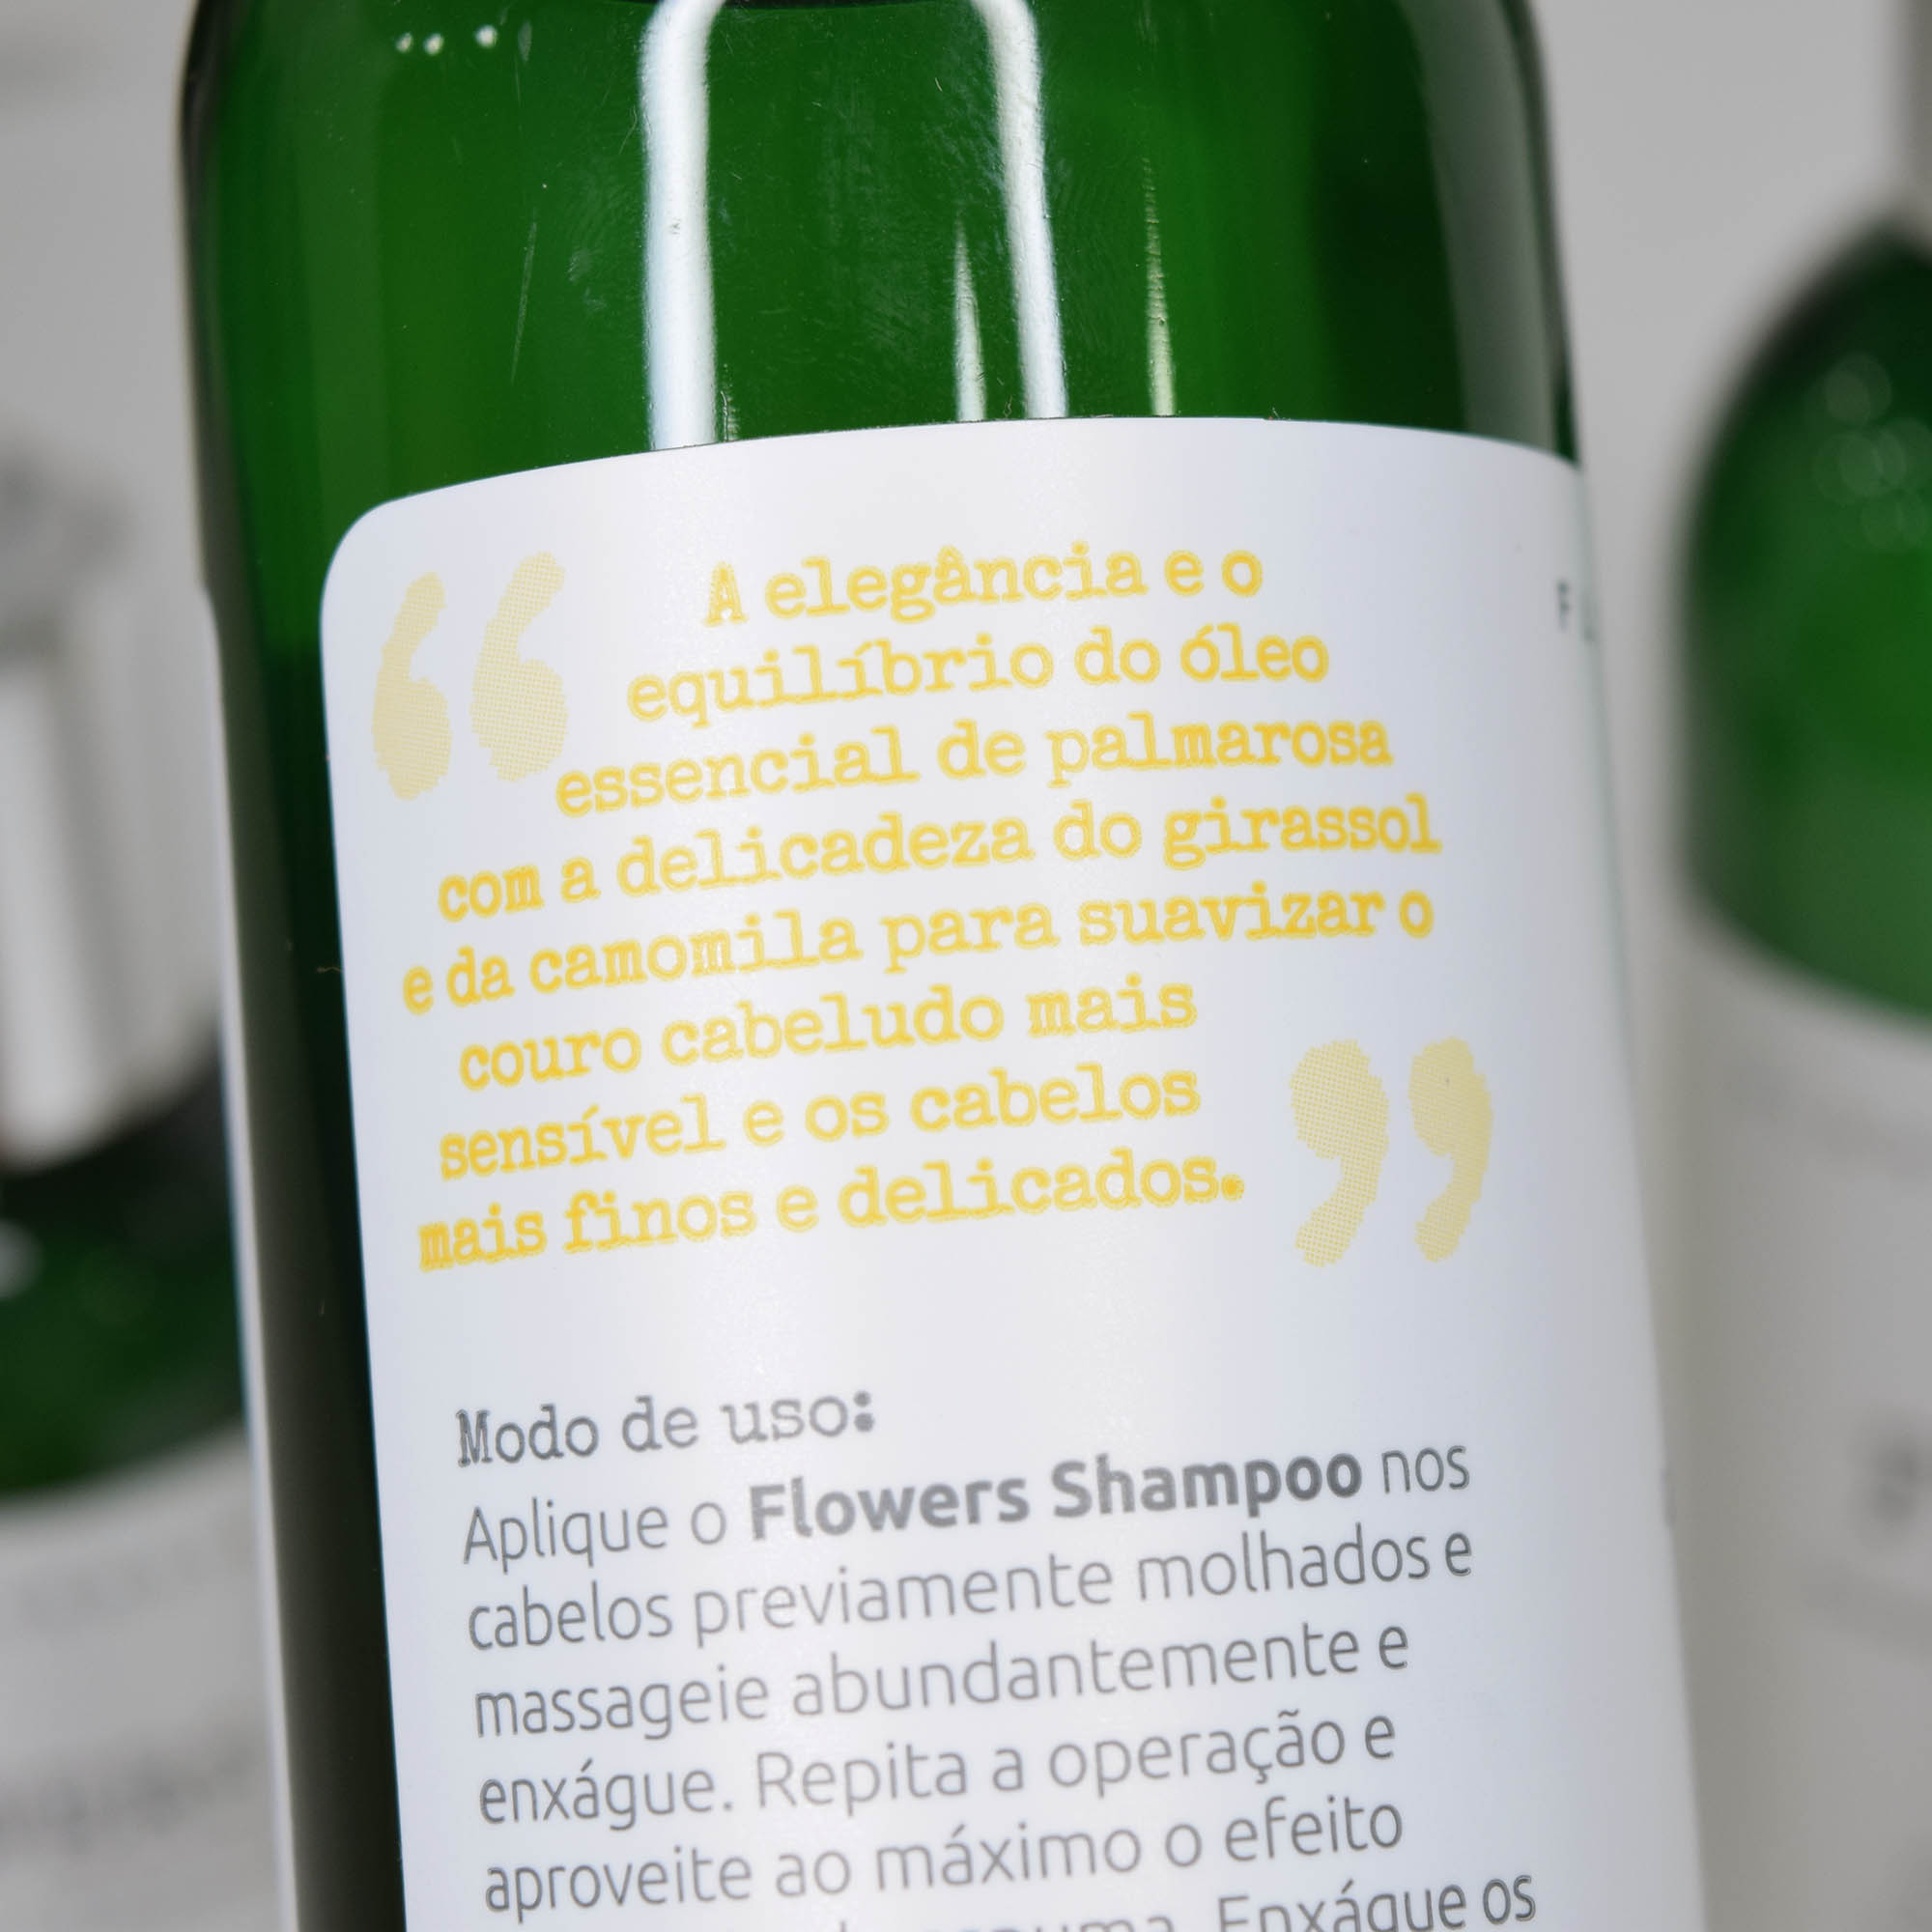 “A elegância e o
equilíbrio do óleo
essencial de palmarosa
com a delicadeza do girassol
e da camomila para suavizar o
couro cabeludo mais
sensível e os cabelos
mais finos e delicados.”
Modo de uso:
Aplique o Flowers Shampoo nos
cabelos previamente molhados e
massageie abundantemente e
enxágue. Repita a operação e
aproveite ao máximo o efeito
Enxágue os